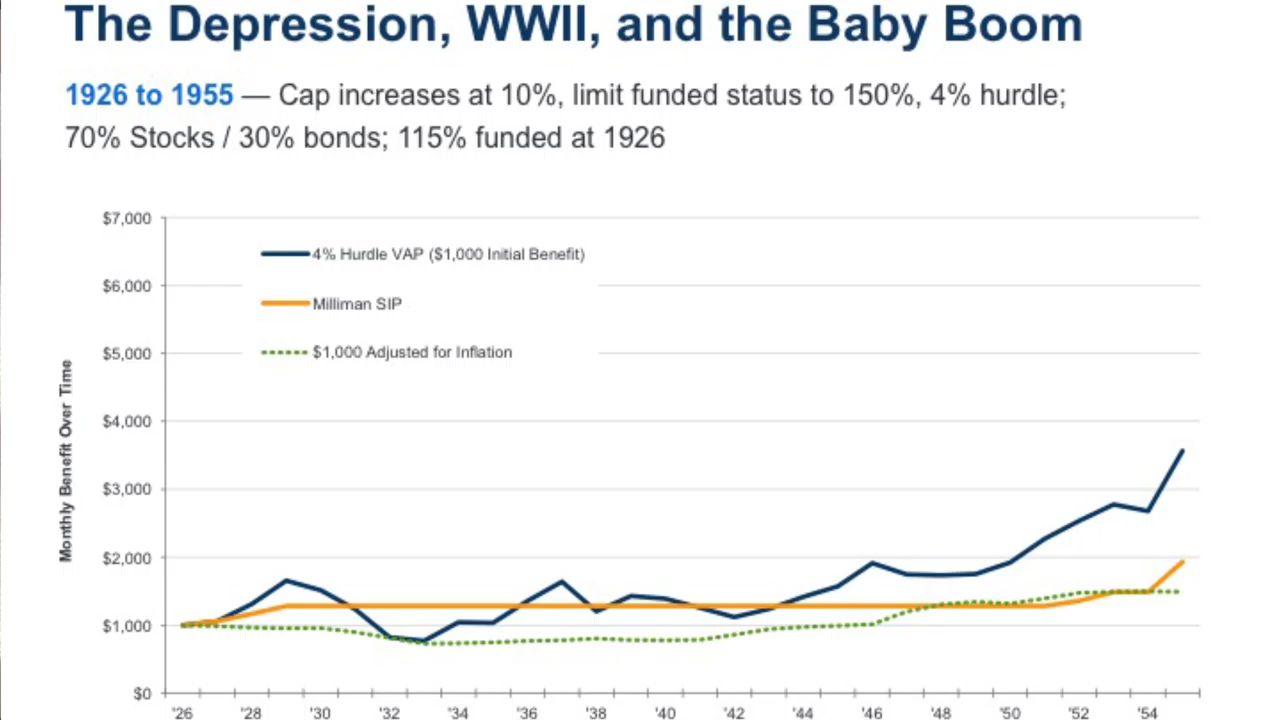 The Depression, WWII, and the Baby Boom
1926 to 1955 — Cap increases at 10%, limit funded status to 150%, 4% hurdle;
70% Stocks / 30% bonds; 115% funded at 1926
$7,000
4% Hurdle VAP ($1,000 Initial Benefit)
$6,000
Milliman SIP
$5,000
$1,000 Adjusted for Inflation
Monthly Benefit Over Time
$4,000
$3,000
$2,000
$1,000
$0
'26 '28 '30 '32 '34 '36 '38 '40 '42 '44 '46 '48 '50 '52 '54